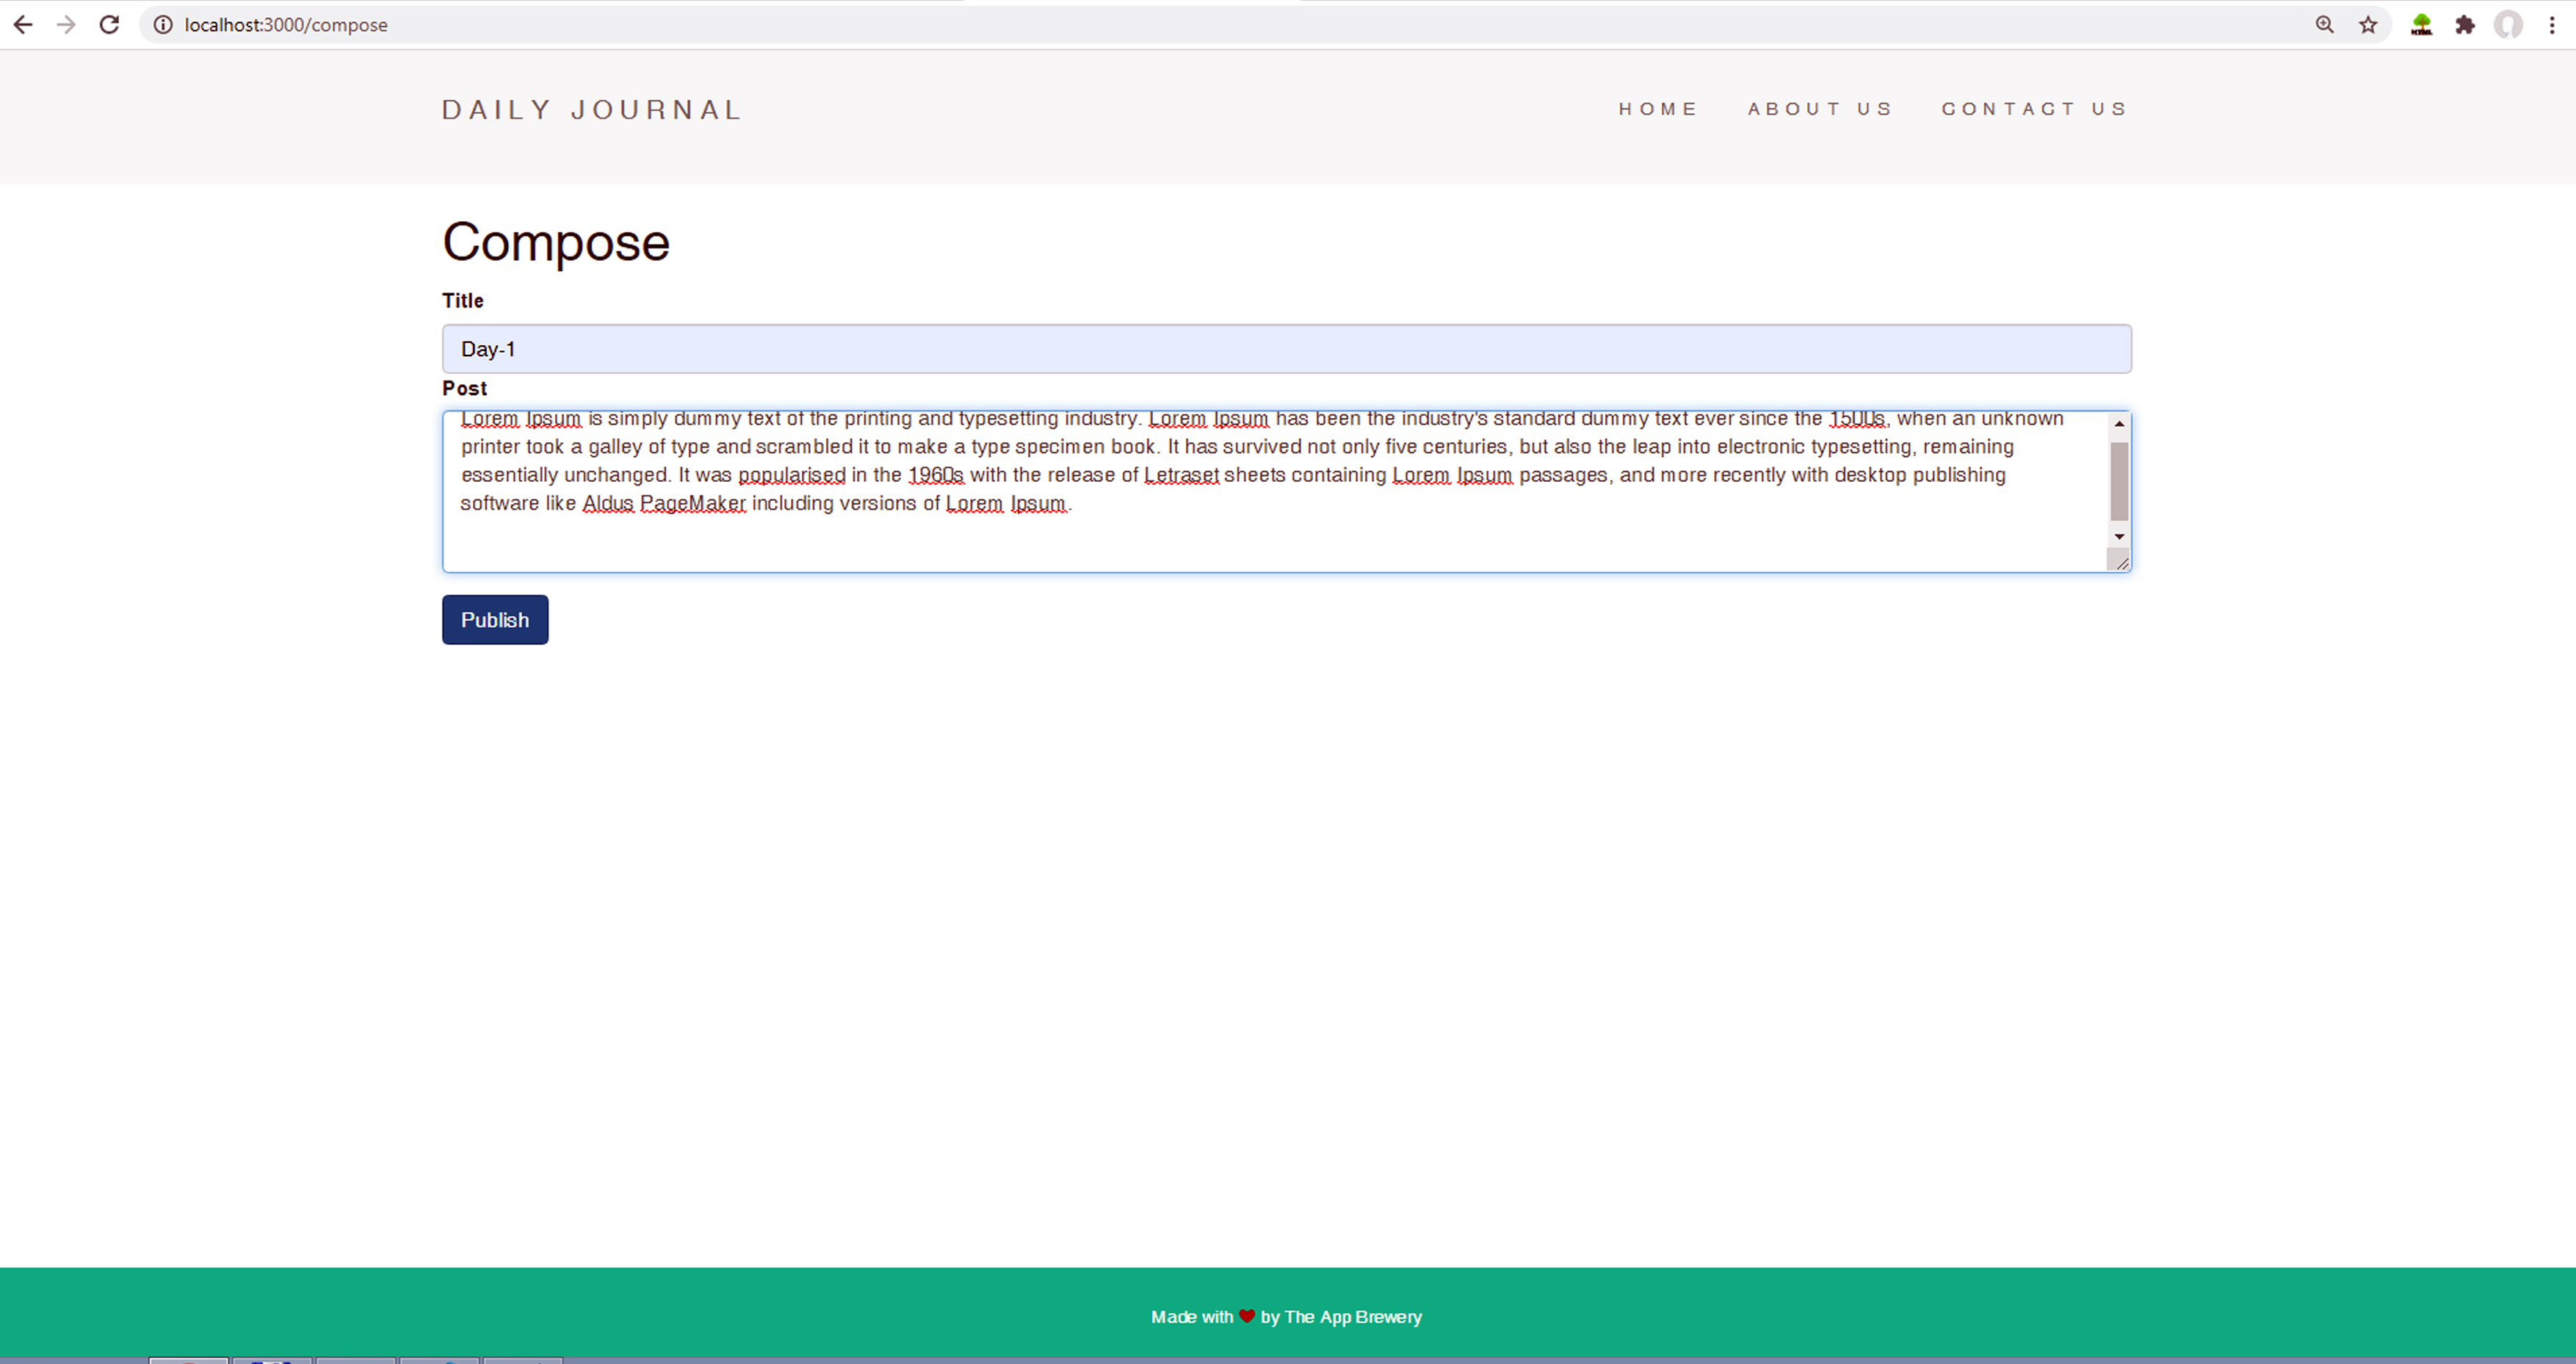 localhost:3000/compose
HTML
DAILY JOURNAL
HOME ABOUT US CONTACT US
Compose
Title
Day-1
Post
Lorem Ipsum is simply dummy text of the printing and typesetting industry. Lorem Ipsum has been the industry's standard dummy text ever since the 1500s, when an unknown
printer took a galley of type and scrambled it to make a type specimen book. It has survived not only five centuries, but also the leap into electronic typesetting, remaining
essentially unchanged. It was popularised in the 1960s with the release of Letraset sheets containing Lorem Ipsum passages, and more recently with desktop publishing
software like Aldus PageMaker including versions of Lorem Ipsum.
Publish
Made with ❤ by The App Brewery